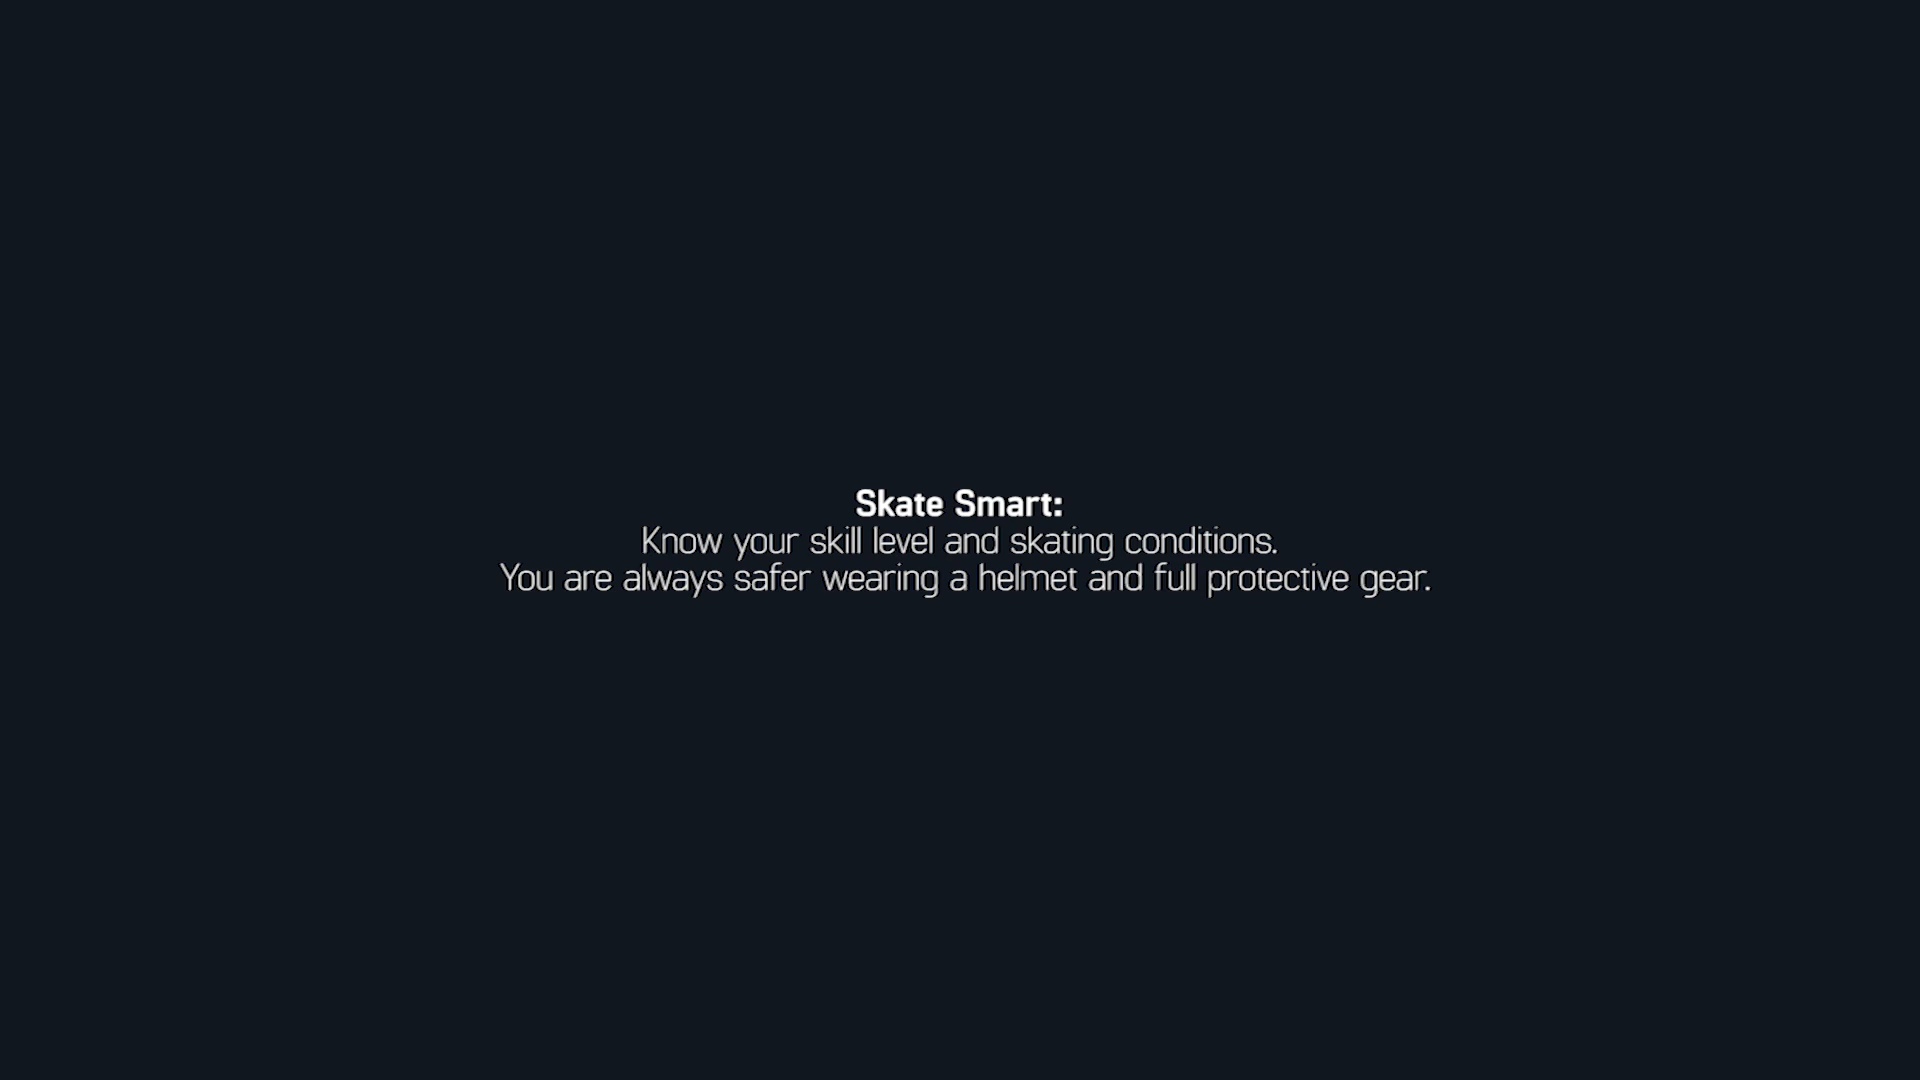 Skate Smart:
Know your skill level and skating conditions.
You are always safer wearing a helmet and full protective gear.